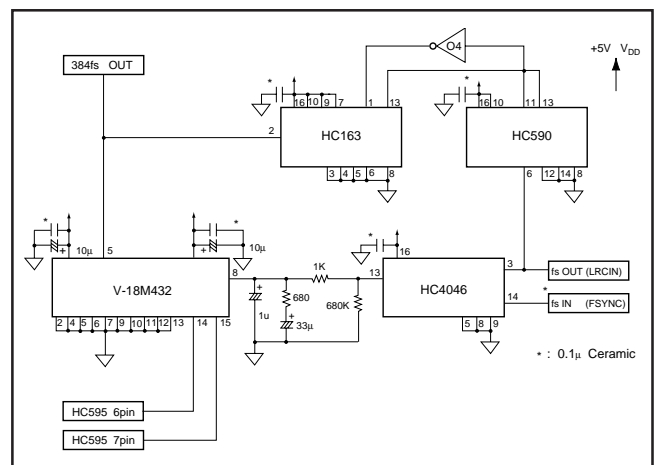 O4
+5V V_DD
384fs OUT
*
*
16 10 9 7 1 13
16 10 11 13
2
HC163
HC590
3 4 5 6 8
6 12 14 8
*
*
*
+ 10μ
5
+
10μ
16
V-18M432
8
1K
13
HC4046
3
fs OUT (LRCIN)
+
1u
680
680K
*
14
fs IN (FSYNC)
+
33μ
2 4 5 6 7 9 10 11 12 13 14 15
5 8 9
* : 0.1μ Ceramic
HC595 6pin
HC595 7pin